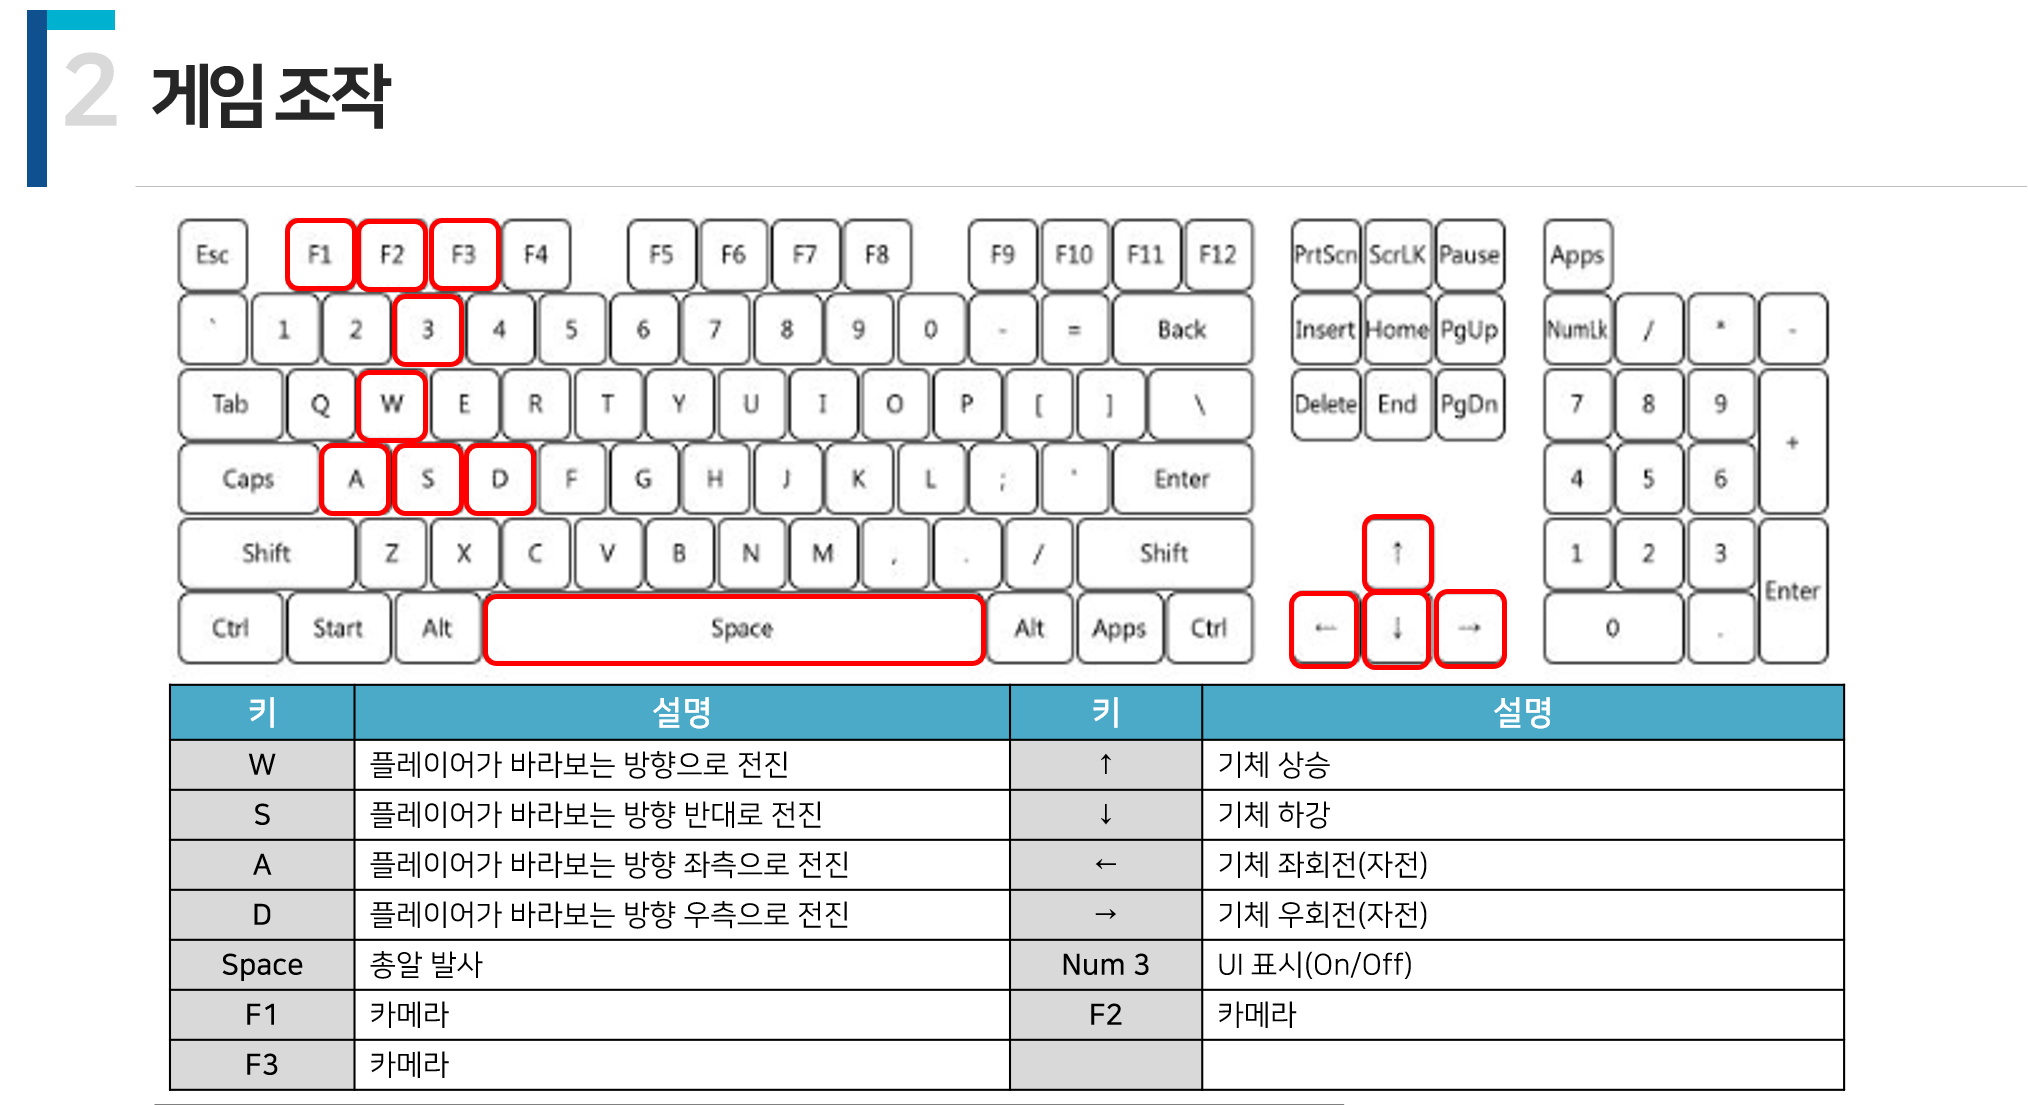 2 게임 조작
Esc F1 F2 F3 F4 F5 F6 F7 F8 F9 F10 F11 F12 PrtScn ScrLK Pause Apps
` 1 2 3 4 5 6 7 8 9 0 - = Back Insert Home PgUp NumLk / * -
Tab Q W E R T Y U I O P [ ] \ Delete End PgDn 7 8 9 +
Caps A S D F G H J K L ; ' Enter 4 5 6
Shift Z X C V B N M , . / Shift ↑ 1 2 3 Enter
Ctrl Start Alt Space Alt Apps Ctrl ← ↓ → 0 .
키 설명 키 설명
W 플레이어가 바라보는 방향으로 전진 ↑ 기체 상승
S 플레이어가 바라보는 방향 반대로 전진 ↓ 기체 하강
A 플레이어가 바라보는 방향 좌측으로 전진 ← 기체 좌회전(자전)
D 플레이어가 바라보는 방향 우측으로 전진 → 기체 우회전(자전)
Space 총알 발사 Num 3 UI 표시(On/Off)
F1 카메라 F2 카메라
F3 카메라